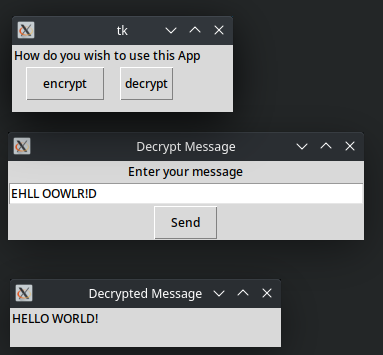 tk
How do you wish to use this App
encrypt decrypt
Decrypt Message
Enter your message
EHLL OOWLR!D
Send
Decrypted Message
HELLO WORLD!